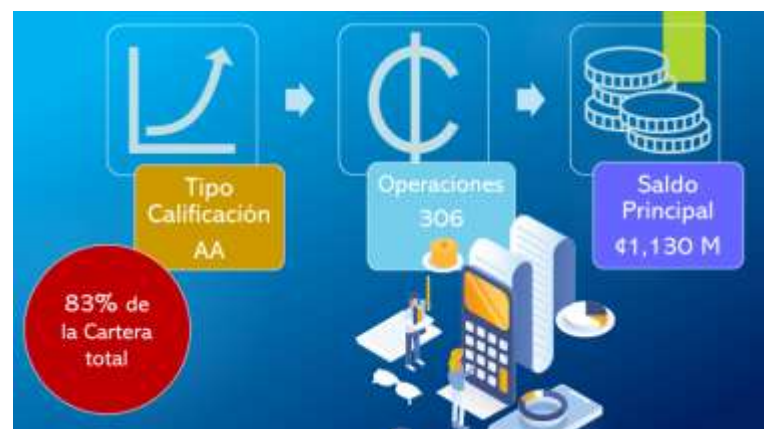 Tipo
Calificación
AA
Operaciones
306
Saldo
Principal
¢1,130 M
83% de
la Cartera
total